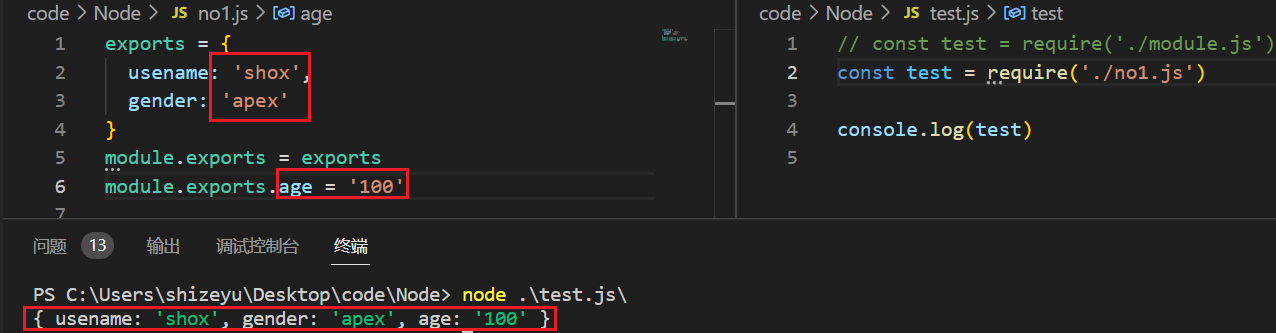 code > Node > JS no1.js > age
1 exports = {
2 usename: 'shox',
3 gender: 'apex'
4 }
5 module.exports = exports
6 module.exports.age = '100'
7
code > Node > JS test.js > test
1 // const test = require('./module.js')
2 const test = require('./no1.js')
3
4 console.log(test)
5
问题 13 输出 调试控制台 终端
PS C:\Users\shizeyu\Desktop\code\Node> node .\test.js\
{ usename: 'shox', gender: 'apex', age: '100' }